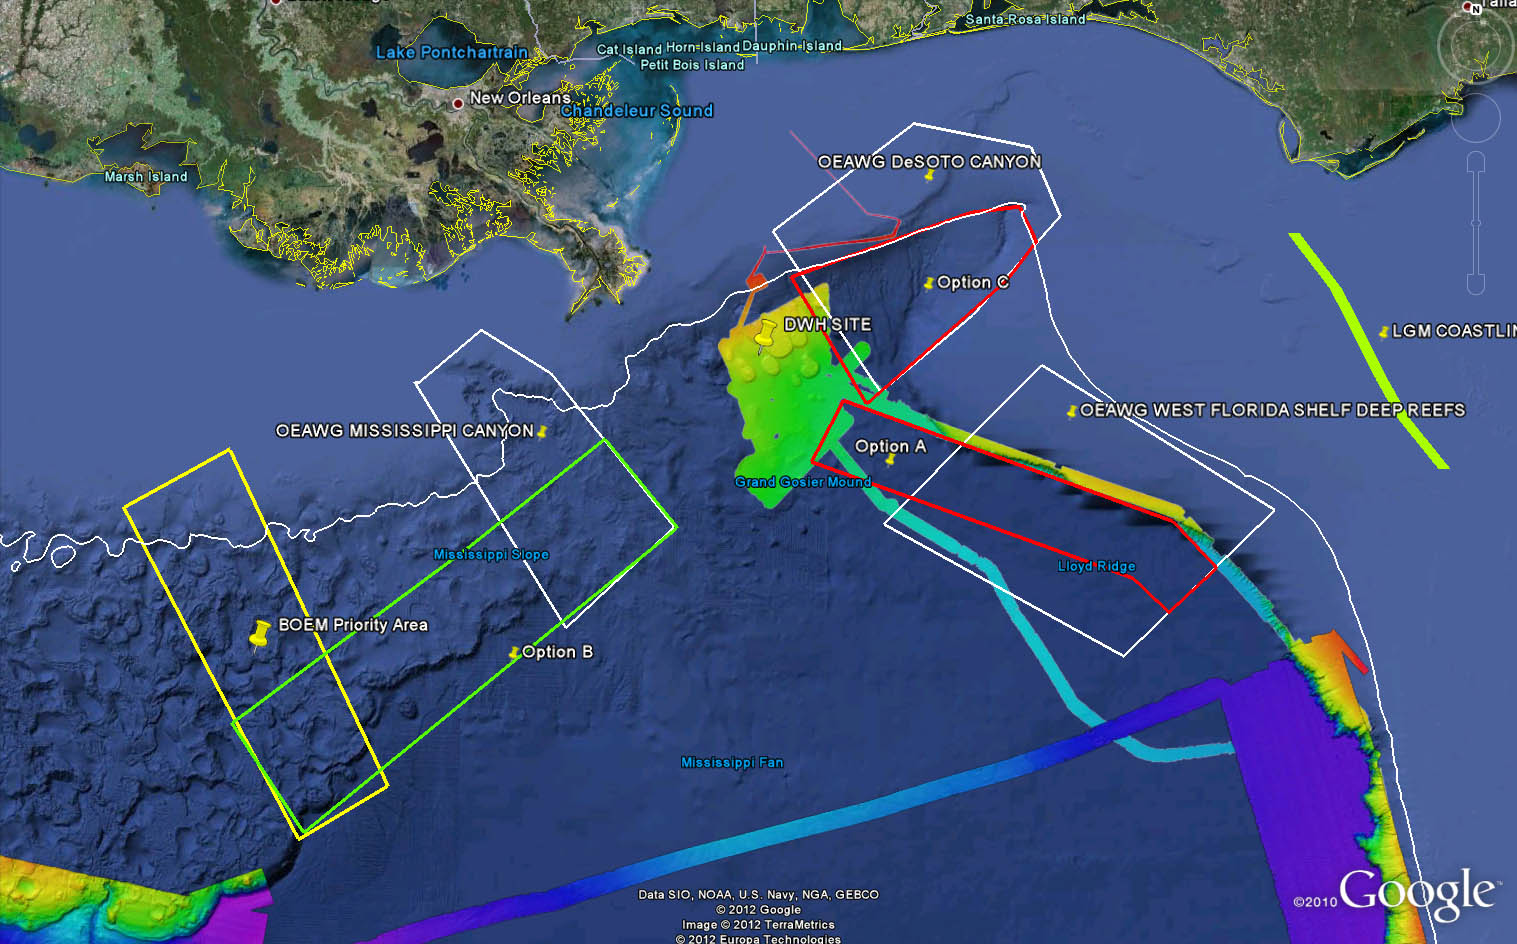 Santa Rosa Island
N
Lake Pontchartrain
Cat Island
Horn Island
Dauphin Island
Petit Bois Island
New Orleans
Chandeleur Sound
Marsh Island
OEAWG DeSOTO CANYON
Option C
DWH SITE
LGM COASTLIN
OEAWG WEST FLORIDA SHELF DEEP REEFS
OEAWG MISSISSIPPI CANYON
Option A
Grand Gosier Mound
Mississippi Slope
Lloyd Ridge
BOEM Priority Area
Option B
Mississippi Fan
Data SIO, NOAA, U.S. Navy, NGA, GEBCO
© 2012 Google
Image © 2012 TerraMetrics
© 2012 Europa Technologies
©2010 Google™